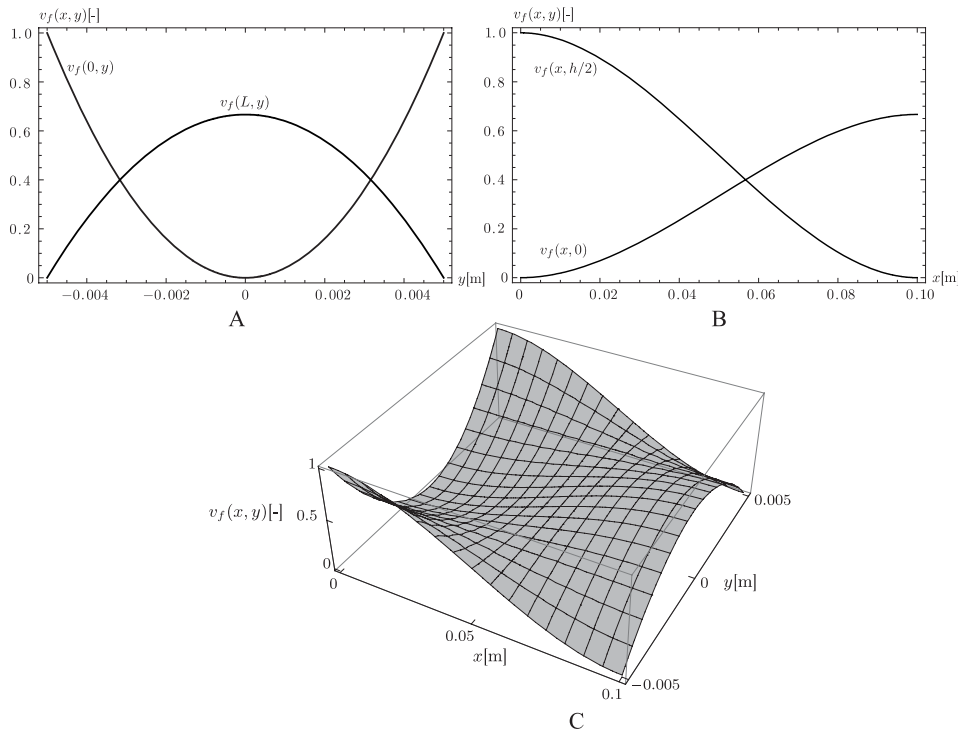 v_f(x, y)[-]
1.0
0.8
0.6
0.4
0.2
0
v_f(0, y)
v_f(L, y)
−0.004
−0.002
0
0.002
0.004
y[m]
A
v_f(x, y)[-]
1.0
0.8
0.6
0.4
0.2
0
v_f(x, h/2)
v_f(x, 0)
0
0.02
0.04
0.06
0.08
0.10
x[m]
B
1
v_f(x, y)[-]
0.5
0
0
0.05
x[m]
0.1
−0.005
0
y[m]
0.005
C